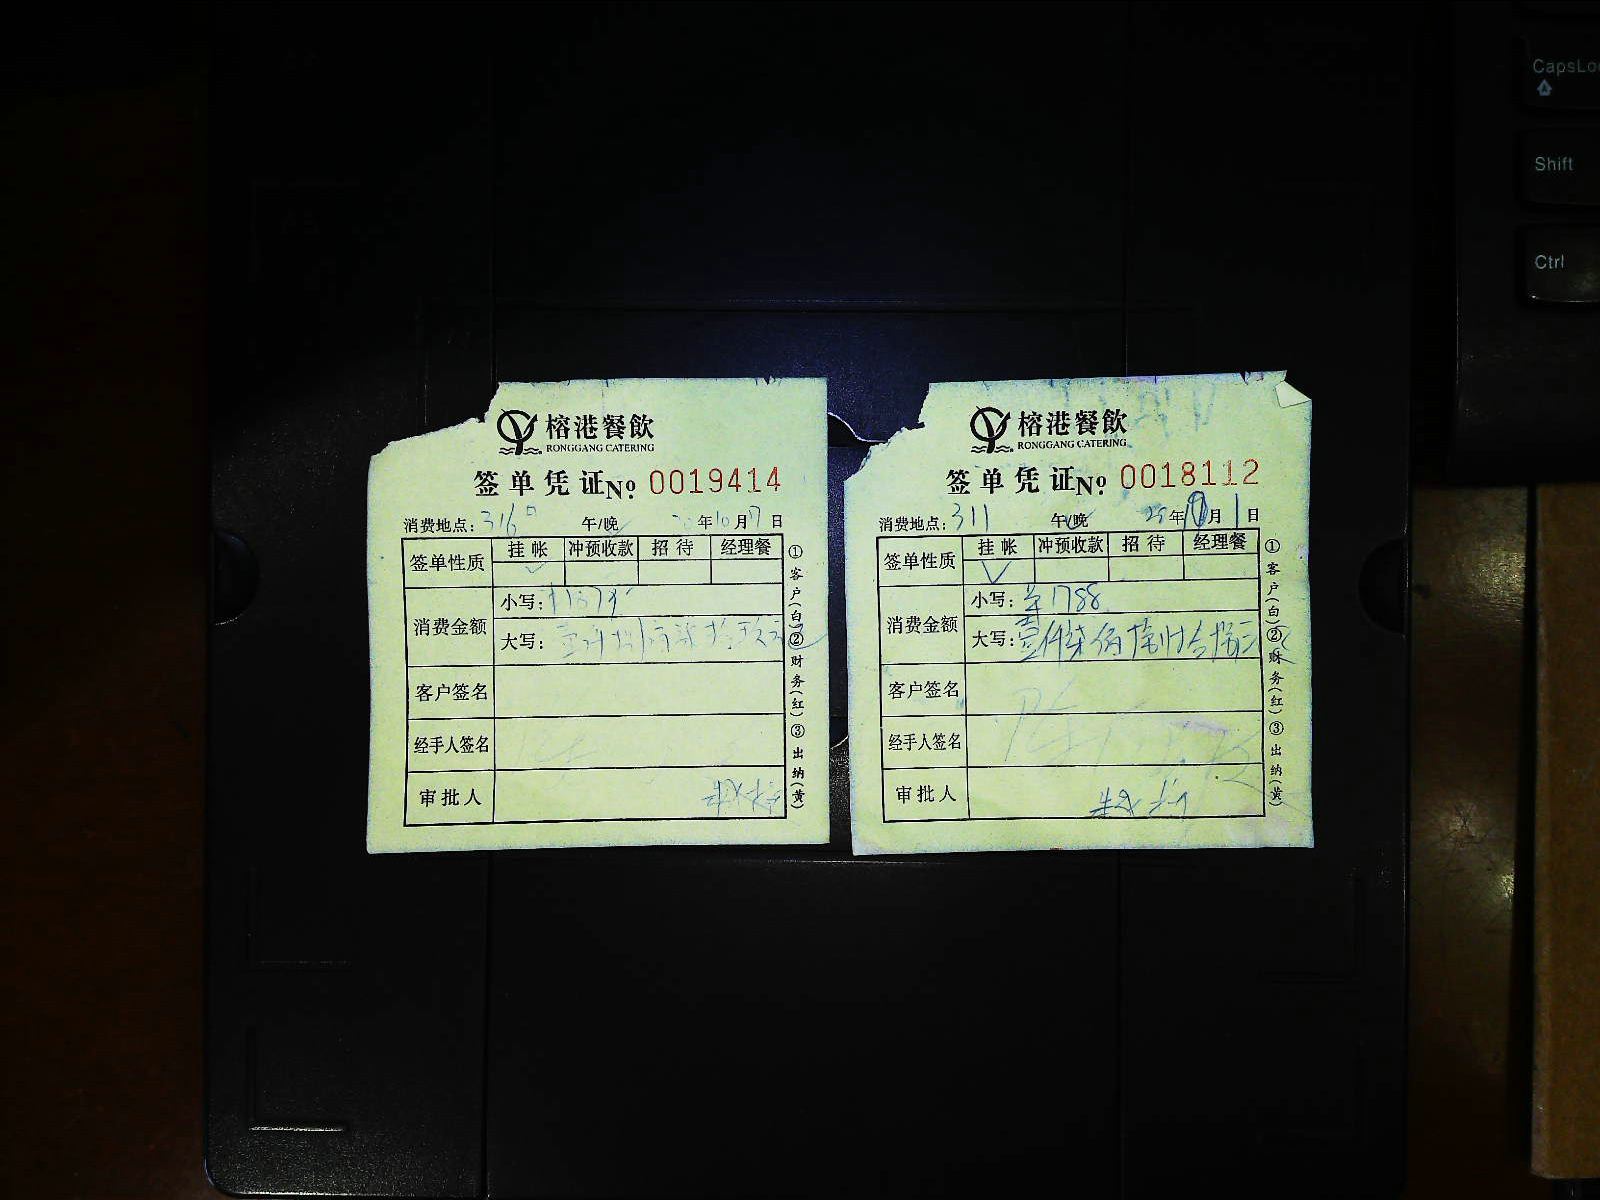 榕港餐飲
RONGGANG CATERING
签单凭证 No. 0019414
消费地点: 316 午/晚 年10月7日
签单性质 挂帐 冲预收款 招待 经理餐
消费金额
小写:
大写:
客户签名
经手人签名
审批人
①客户(白)②财务(红)③出纳(黄)
榕港餐飲
RONGGANG CATERING
签单凭证 No. 0018112
消费地点: 311 午/晚 年 月1日
签单性质 挂帐 冲预收款 招待 经理餐
消费金额
小写: 1788
大写:
客户签名
经手人签名
审批人
①客户(白)②财务(红)③出纳(黄)
CapsLoc
Shift
Ctrl